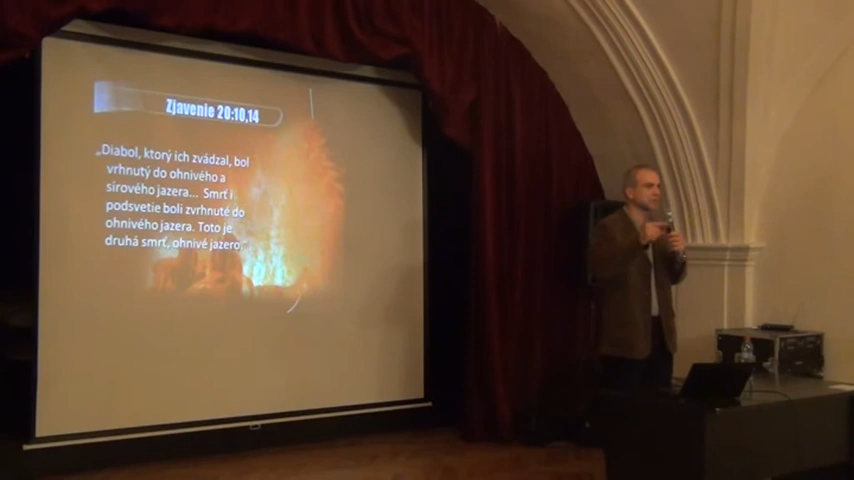 Zjavenie 20:10,14
„Diabol, ktorý ich zvádzal, bol
vrhnutý do ohnivého a
sírového jazera... Smrť i
podsvetie boli zvrhnuté do
ohnivého jazera. Toto je
druhá smrť, ohnivé jazero.